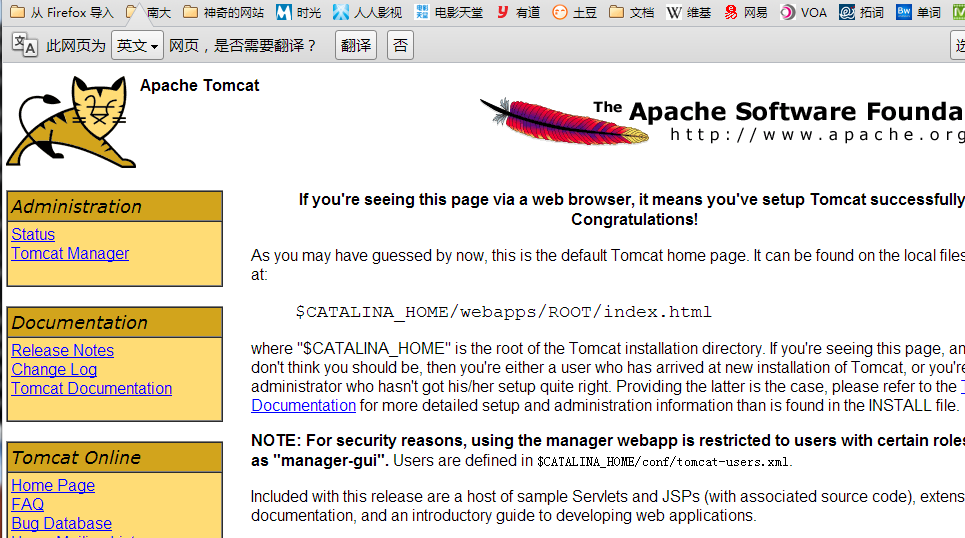 从 Firefox 导入 南大 神奇的网站 时光 人人影视 电影天堂 有道 土豆 文档 W 维基 网易 VOA 拓词 Bw 单词
此网页为 英文 网页，是否需要翻译？ 翻译 否
Apache Tomcat
The Apache Software Founda
http://www.apache.org
Administration
Status
Tomcat Manager
Documentation
Release Notes
Change Log
Tomcat Documentation
Tomcat Online
Home Page
FAQ
Bug Database
If you're seeing this page via a web browser, it means you've setup Tomcat successfully
Congratulations!
As you may have guessed by now, this is the default Tomcat home page. It can be found on the local files
at:
$CATALINA_HOME/webapps/ROOT/index.html
where "$CATALINA_HOME" is the root of the Tomcat installation directory. If you're seeing this page, an
don't think you should be, then you're either a user who has arrived at new installation of Tomcat, or you're
administrator who hasn't got his/her setup quite right. Providing the latter is the case, please refer to the
Documentation for more detailed setup and administration information than is found in the INSTALL file.
NOTE: For security reasons, using the manager webapp is restricted to users with certain roles
as "manager-gui". Users are defined in $CATALINA_HOME/conf/tomcat-users.xml.
Included with this release are a host of sample Servlets and JSPs (with associated source code), extens
documentation, and an introductory guide to developing web applications.